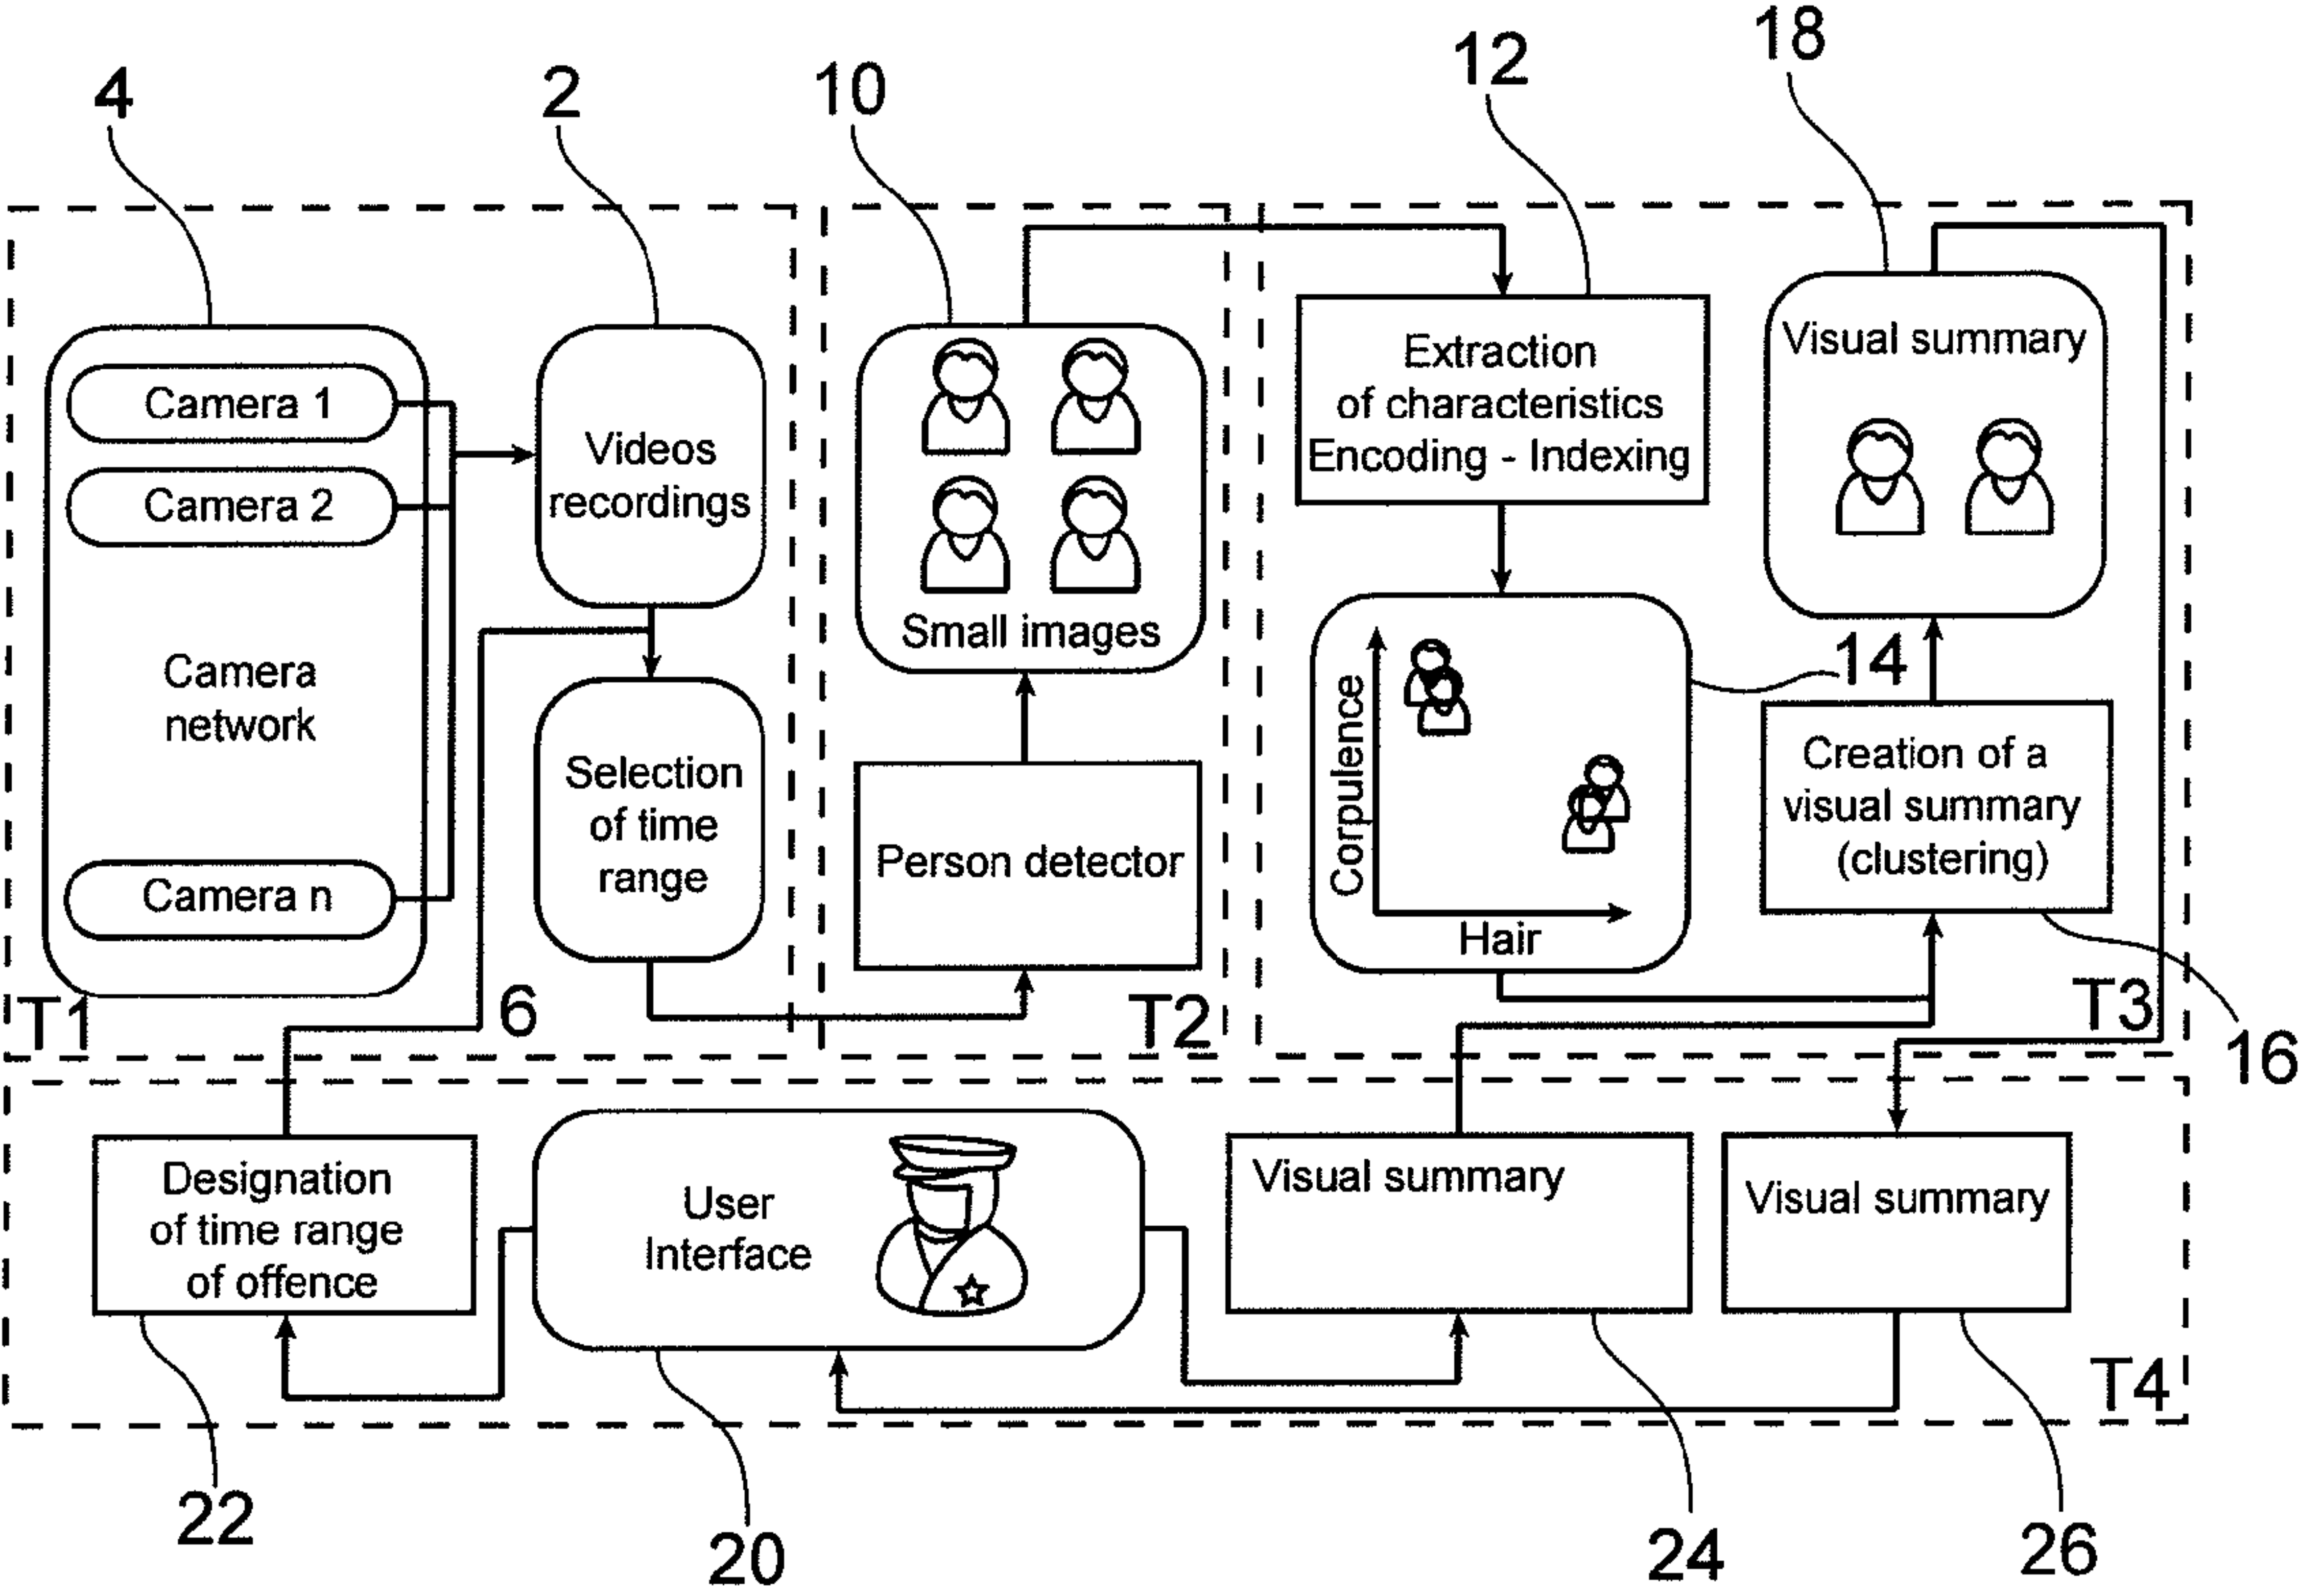 4
2
10
12
18
Camera 1
Camera 2
Camera
network
Camera n
Videos
recordings
Selection
of time
range
T1
6
Small images
Person detector
T2
Extraction
of characteristics
Encoding - Indexing
Visual summary
Corpulence
Hair
14
Creation of a
visual summary
(clustering)
T3
16
Designation
of time range
of offence
User
Interface
Visual summary
Visual summary
T4
22
20
24
26